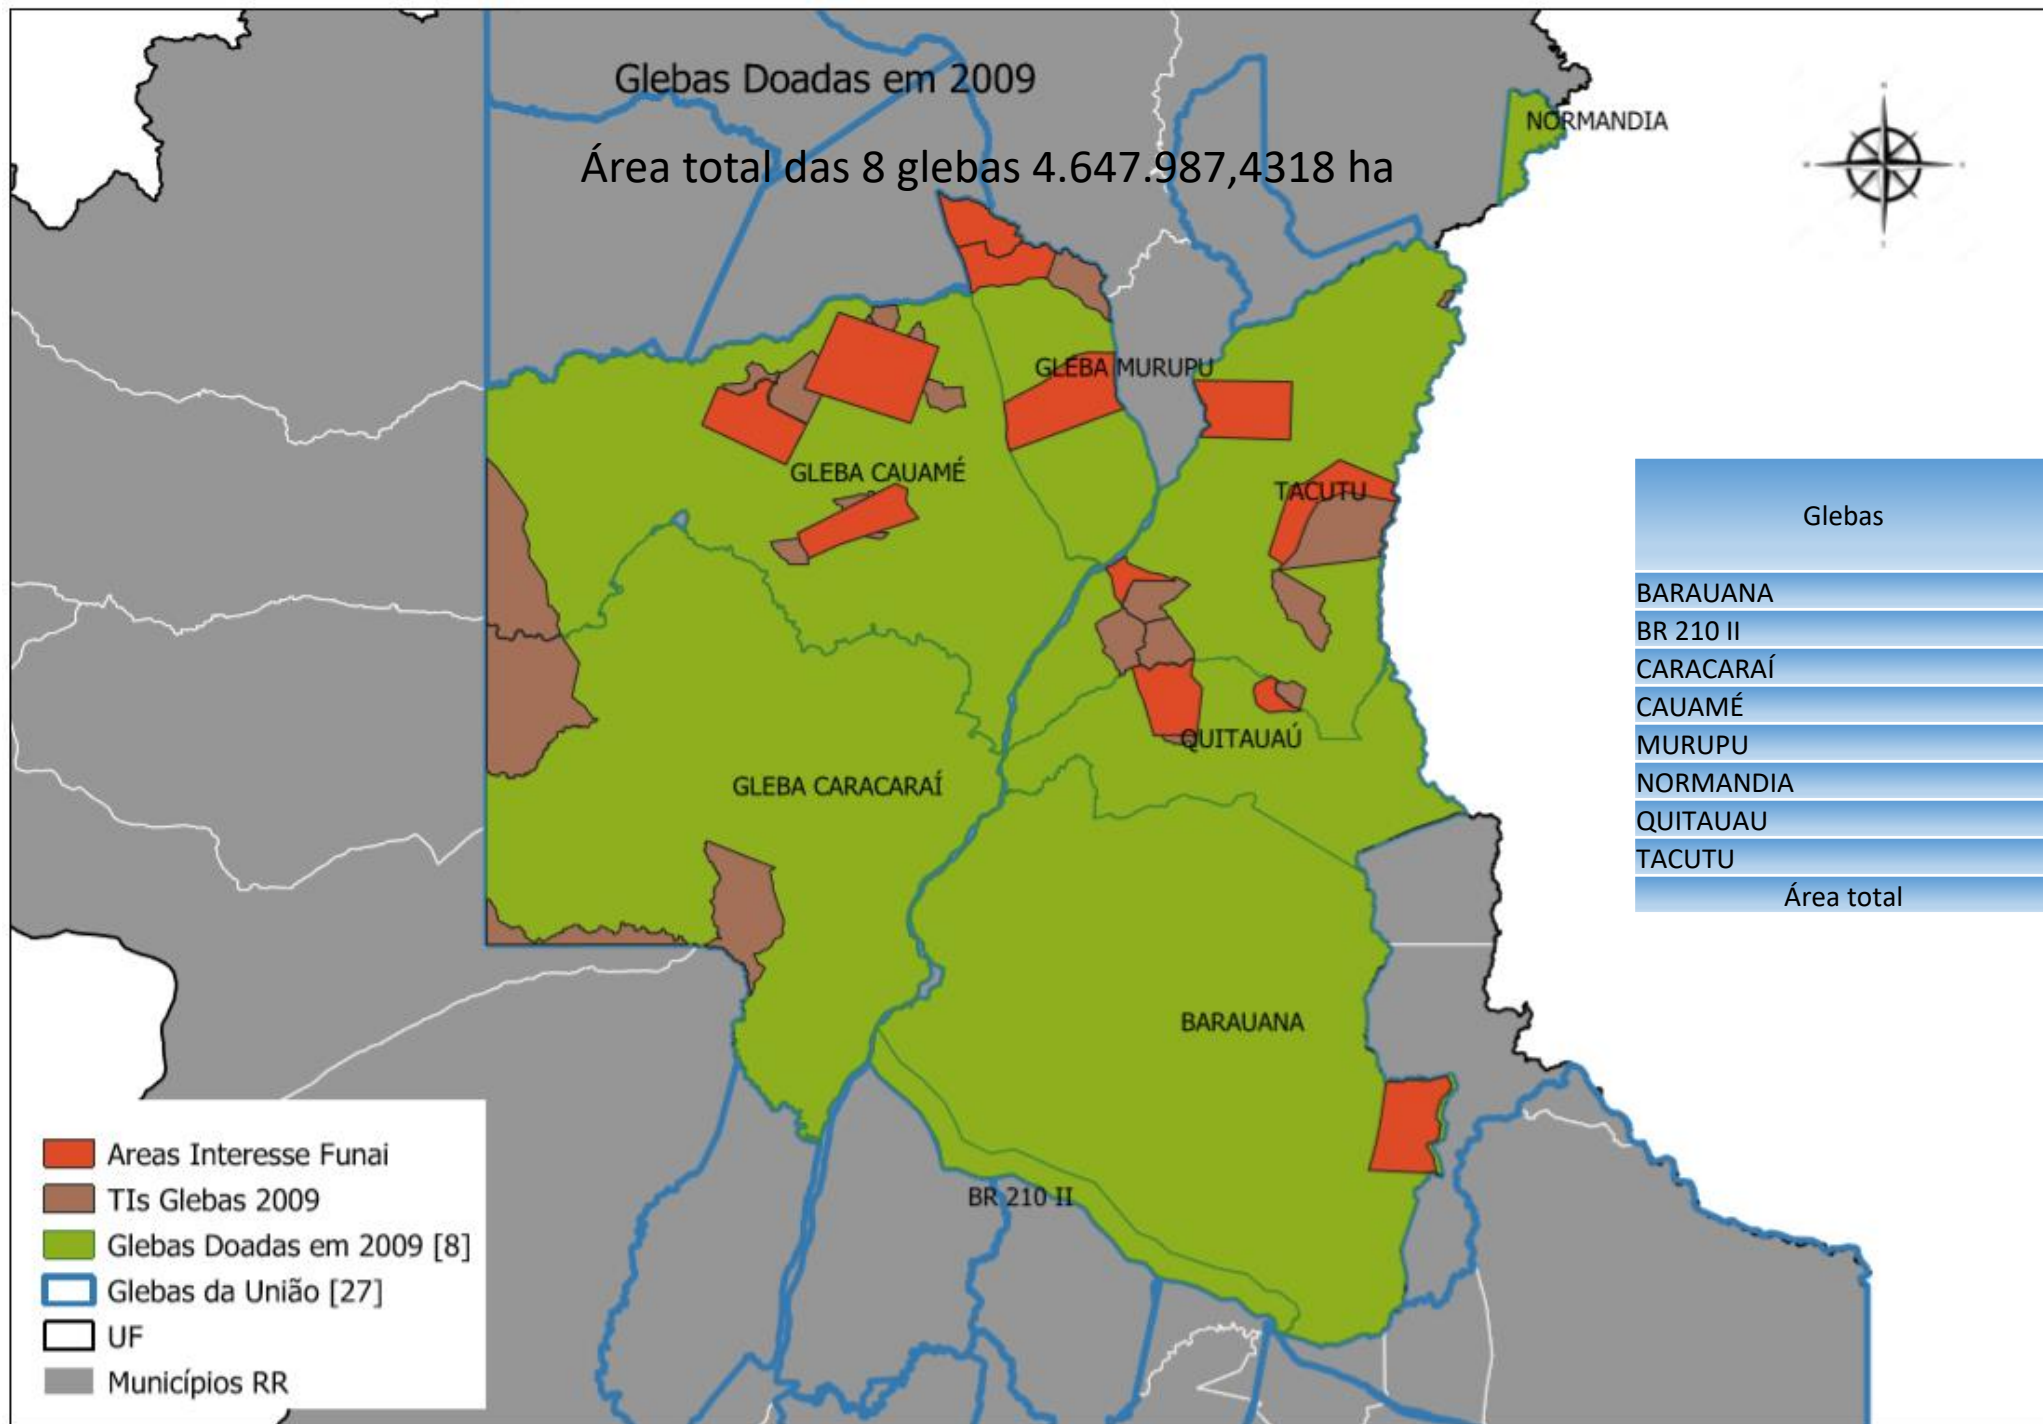 Glebas Doadas em 2009
Área total das 8 glebas 4.647.987,4318 ha
NORMANDIA
GLEBA MURUPU
GLEBA CAUAMÉ
TACUTU
QUITAUAÚ
GLEBA CARACARAÍ
BARAUANA
BR 210 II
Glebas
BARAUANA
BR 210 II
CARACARAÍ
CAUAMÉ
MURUPU
NORMANDIA
QUITAUAU
TACUTU
Área total
Areas Interesse Funai
TIs Glebas 2009
Glebas Doadas em 2009 [8]
Glebas da União [27]
UF
Municípios RR